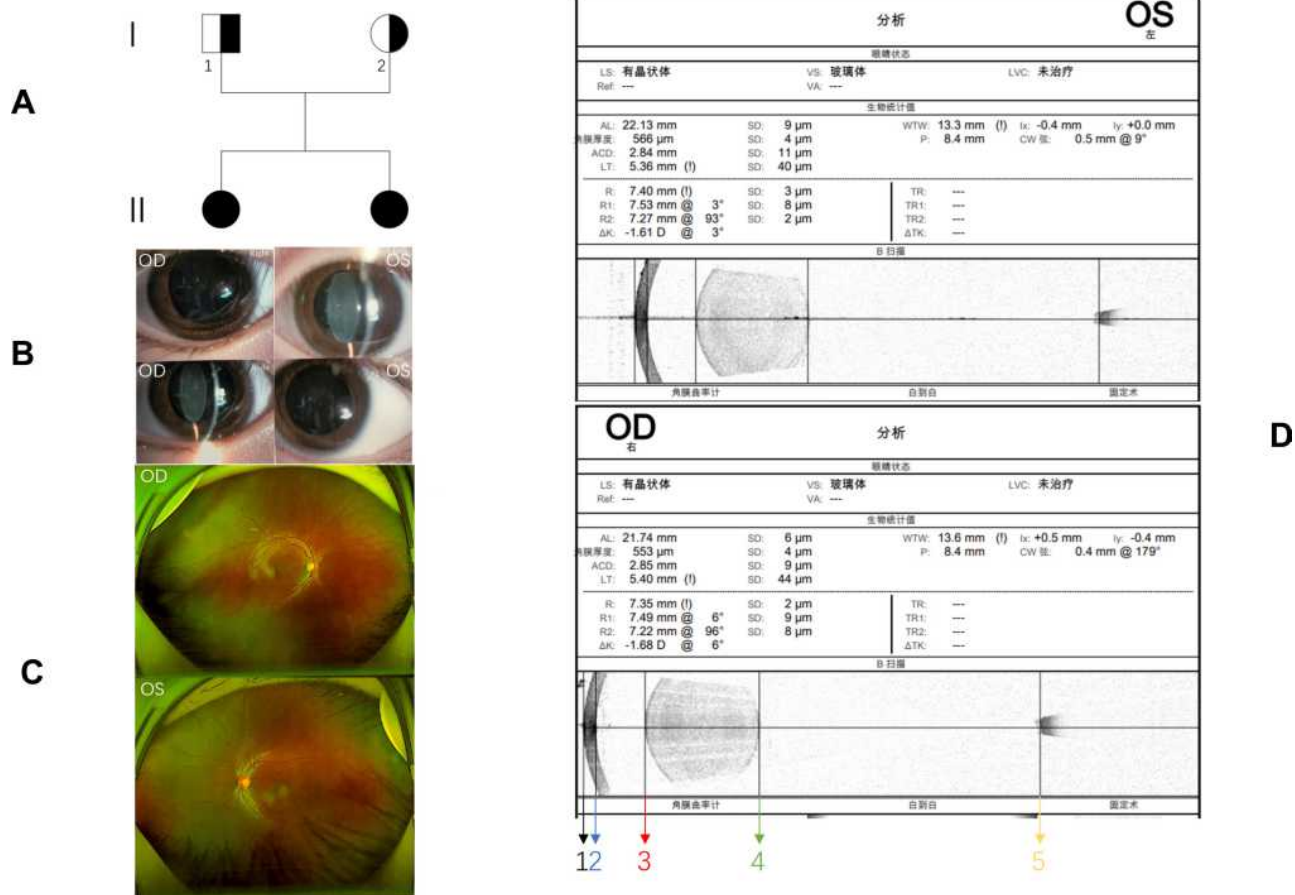 A
I
1
2
II
B
OD
OS
OD
OS
C
OD
OS
D
分析
OS
左
眼睛状态
LS: 有晶状体 VS: 玻璃体 LVC: 未治疗
Ref: --- VA: ---
生物统计值
AL: 22.13 mm SD: 9 μm WTW: 13.3 mm (!) Ix: -0.4 mm Iy: +0.0 mm
角膜厚度: 566 μm SD: 4 μm P: 8.4 mm CW 弦: 0.5 mm @ 9°
ACD: 2.84 mm SD: 11 μm
LT: 5.36 mm (!) SD: 40 μm
R: 7.40 mm (!) SD: 3 μm TR: ---
R1: 7.53 mm @ 3° SD: 8 μm TR1: ---
R2: 7.27 mm @ 93° SD: 2 μm TR2: ---
ΔK: -1.61 D @ 3° ΔTK: ---
B 扫描
角膜曲率计 白到白 固定术
OD
右
分析
眼睛状态
LS: 有晶状体 VS: 玻璃体 LVC: 未治疗
Ref: --- VA: ---
生物统计值
AL: 21.74 mm SD: 6 μm WTW: 13.6 mm (!) Ix: +0.5 mm Iy: -0.4 mm
角膜厚度: 553 μm SD: 4 μm P: 8.4 mm CW 弦: 0.4 mm @ 179°
ACD: 2.85 mm SD: 9 μm
LT: 5.40 mm (!) SD: 44 μm
R: 7.35 mm (!) SD: 2 μm TR: ---
R1: 7.49 mm @ 6° SD: 9 μm TR1: ---
R2: 7.22 mm @ 96° SD: 8 μm TR2: ---
ΔK: -1.68 D @ 6° ΔTK: ---
B 扫描
角膜曲率计 白到白 固定术
1 2 3 4 5